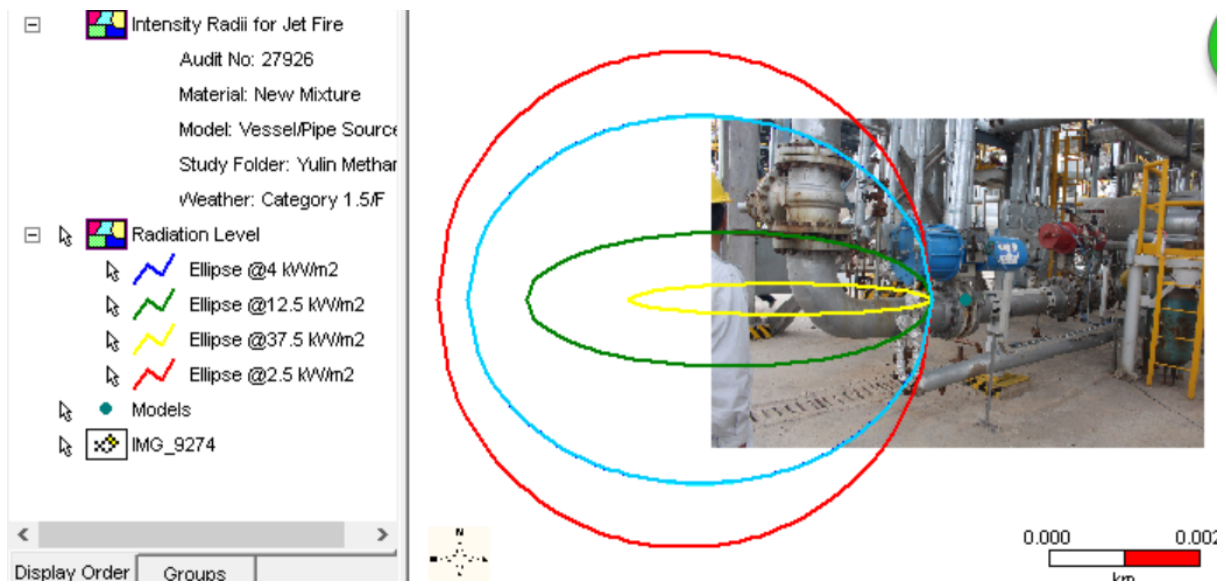 Intensity Radii for Jet Fire
Audit No: 27926
Material: New Mixture
Model: Vessel/Pipe Source
Study Folder: Yulin Methar
Weather: Category 1.5/F
Radiation Level
Ellipse @4 kW/m2
Ellipse @12.5 kW/m2
Ellipse @37.5 kW/m2
Ellipse @2.5 kW/m2
Models
IMG_9274
Display Order Groups
N
0.000 0.002
km